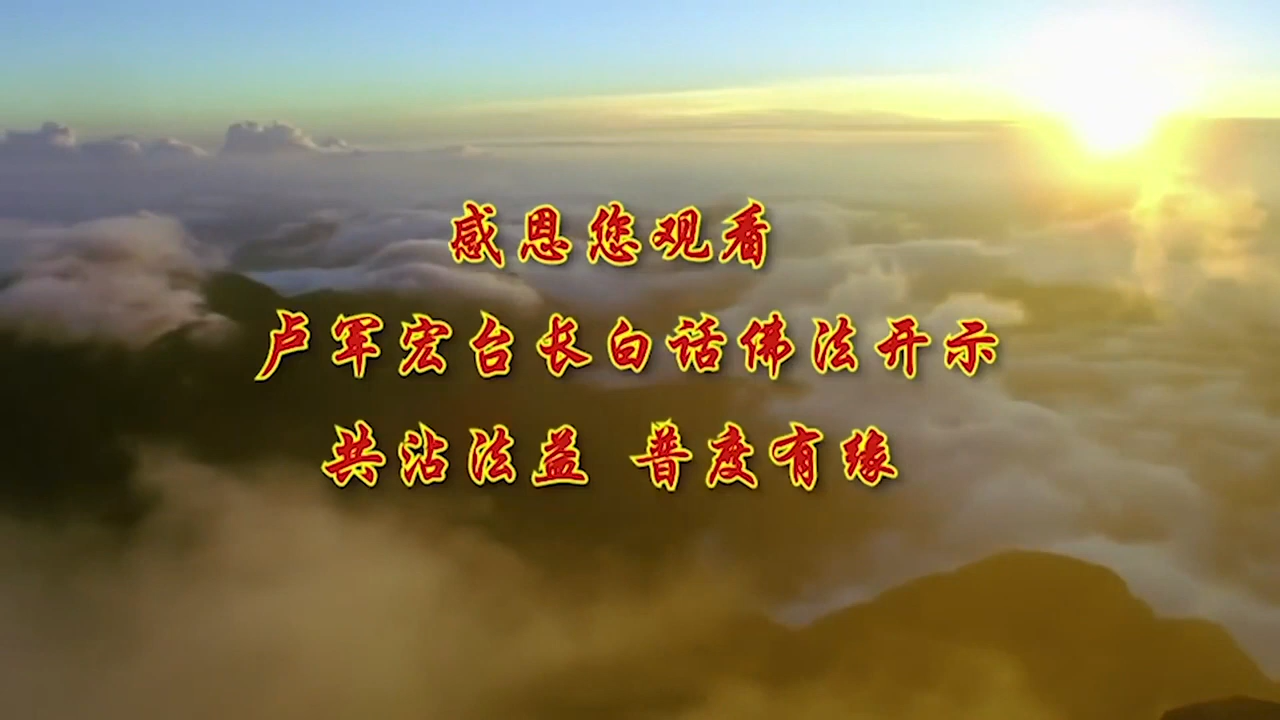 感恩您观看
卢军宏台长白话佛法开示
共沾法益 普度有缘